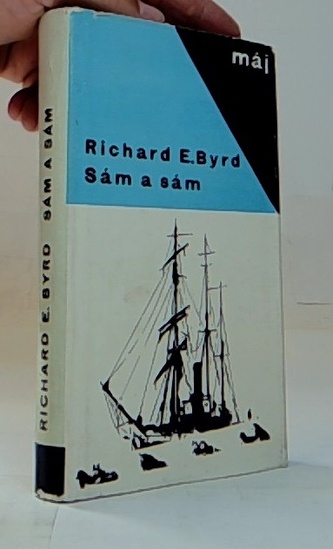 máj
Richard E. Byrd
Sám a sám
RICHARD E. BYRD SÁM A SÁM